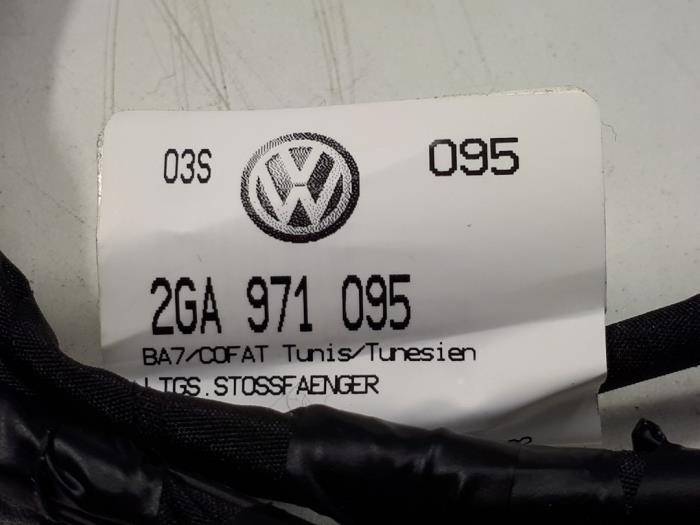 03S 095
2GA 971 095
BA7/COFAT Tunis/Tunesien
LTGS.STOSSFAENGER